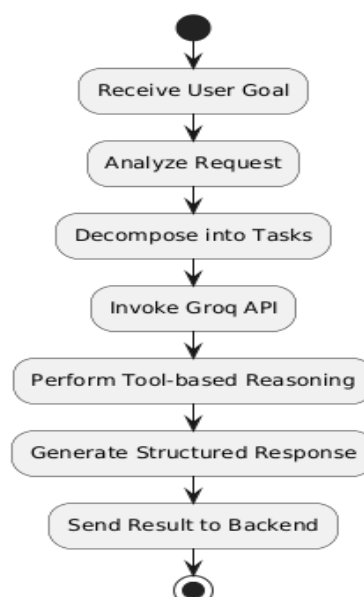 Receive User Goal
Analyze Request
Decompose into Tasks
Invoke Groq API
Perform Tool-based Reasoning
Generate Structured Response
Send Result to Backend